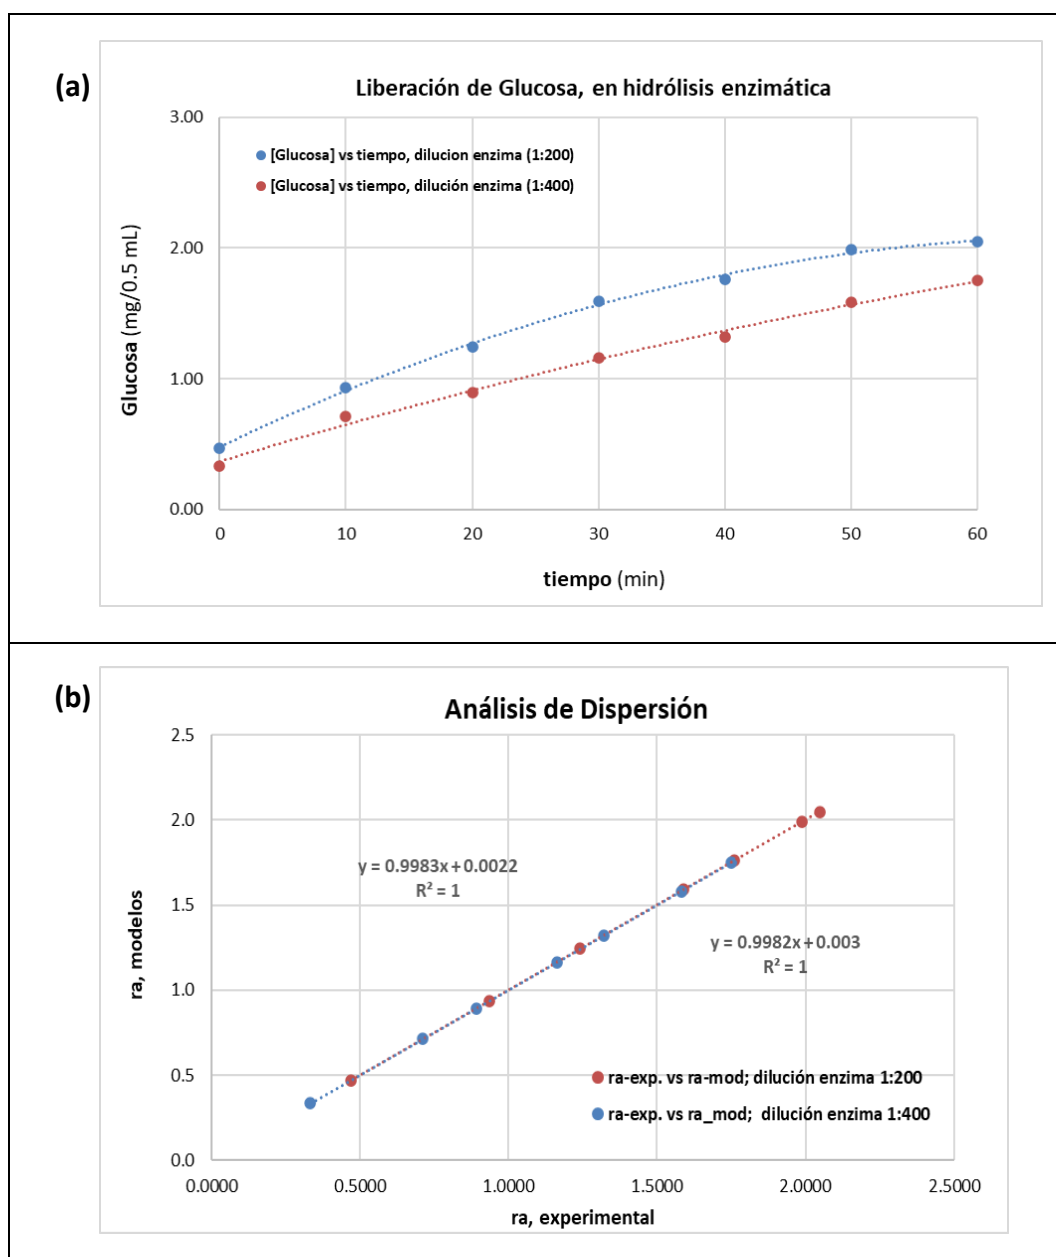 (a)
Liberación de Glucosa, en hidrólisis enzimática
3.00
[Glucosa] vs tiempo, dilucion enzima (1:200)
[Glucosa] vs tiempo, dilución enzima (1:400)
2.00
1.00
0.00
Glucosa (mg/0.5 mL)
0 10 20 30 40 50 60
tiempo (min)
(b)
Análisis de Dispersión
2.5
2.0
y = 0.9983x + 0.0022
R² = 1
1.5
y = 0.9982x + 0.003
R² = 1
1.0
ra, modelos
0.5
ra-exp. vs ra-mod; dilución enzima 1:200
ra-exp. vs ra_mod; dilución enzima 1:400
0.0
0.0000 0.5000 1.0000 1.5000 2.0000 2.5000
ra, experimental